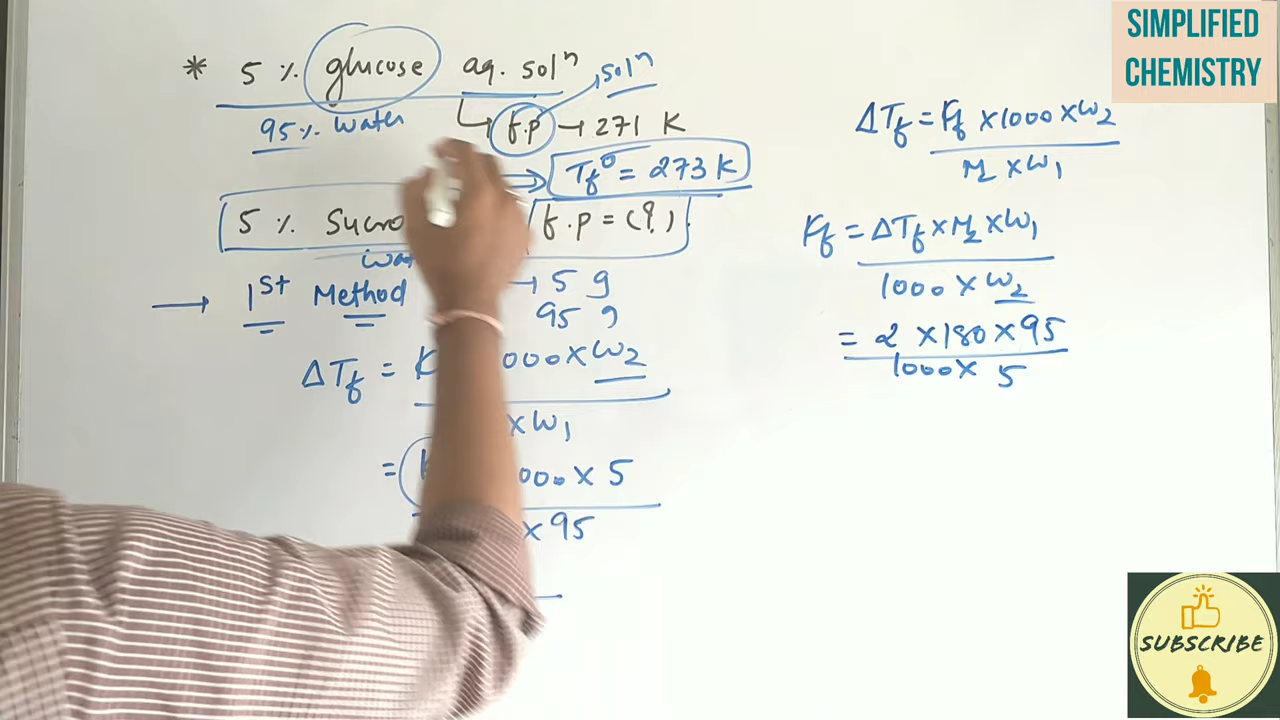 SIMPLIFIED
CHEMISTRY
* 5 % glucose aq. solⁿ
solⁿ
95% Water
f.p → 271 K
Tf° = 273 K
5 % f.p = (?)
1st Method → 5 g
95 g
ΔTf = 000 × W2
× W1
= 000 × 5
× 95
ΔTf = Kf × 1000 × W2
M2 × W1
Kf = ΔTf × M2 × W1
1000 × W2
= 2 × 180 × 95
1000 × 5
SUBSCRIBE